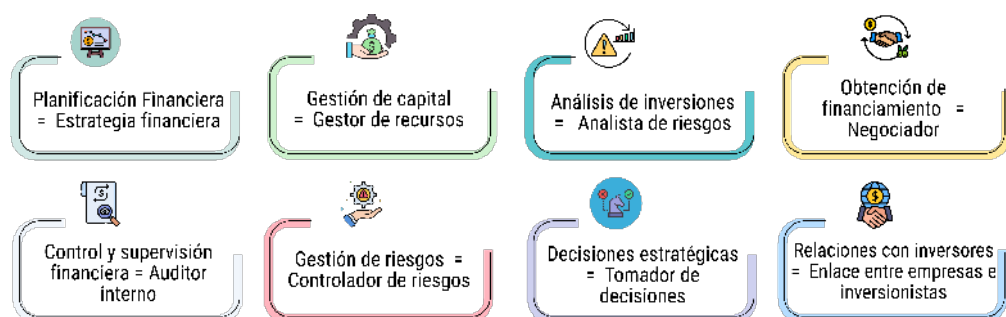 Planificación Financiera
= Estrategia financiera
Gestión de capital
= Gestor de recursos
Análisis de inversiones
= Analista de riesgos
Obtención de
financiamiento =
Negociador
Control y supervisión
financiera = Auditor
interno
Gestión de riesgos =
Controlador de riesgos
Decisiones estratégicas
= Tomador de
decisiones
Relaciones con inversores
= Enlace entre empresas e
inversionistas